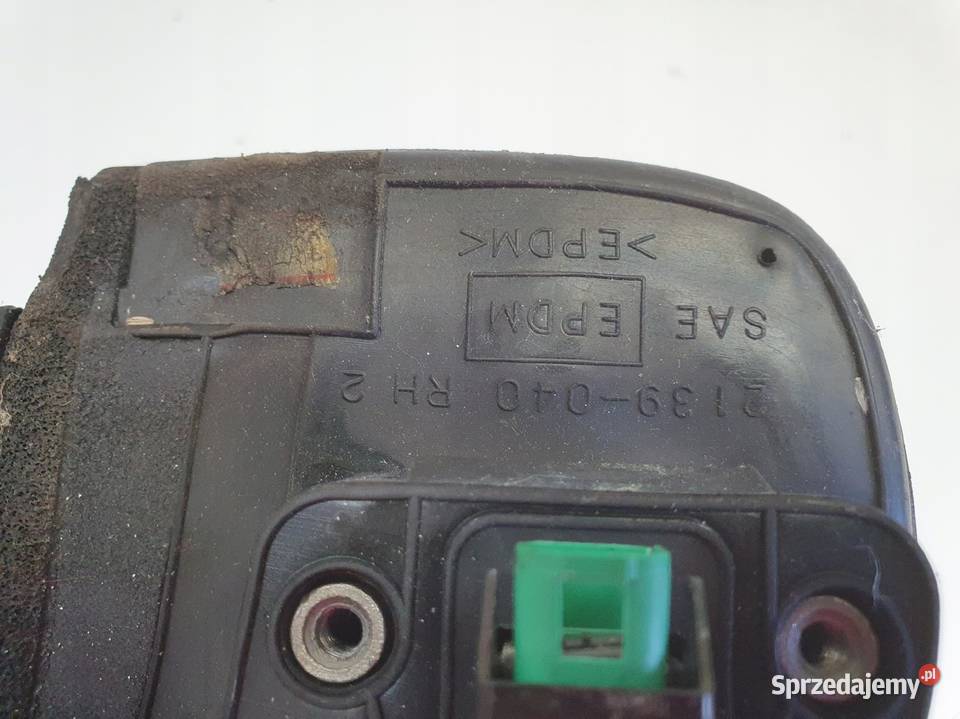 2139-040 RH 2
SAE EPDM
>EPDM<
Sprzedajemy.pl